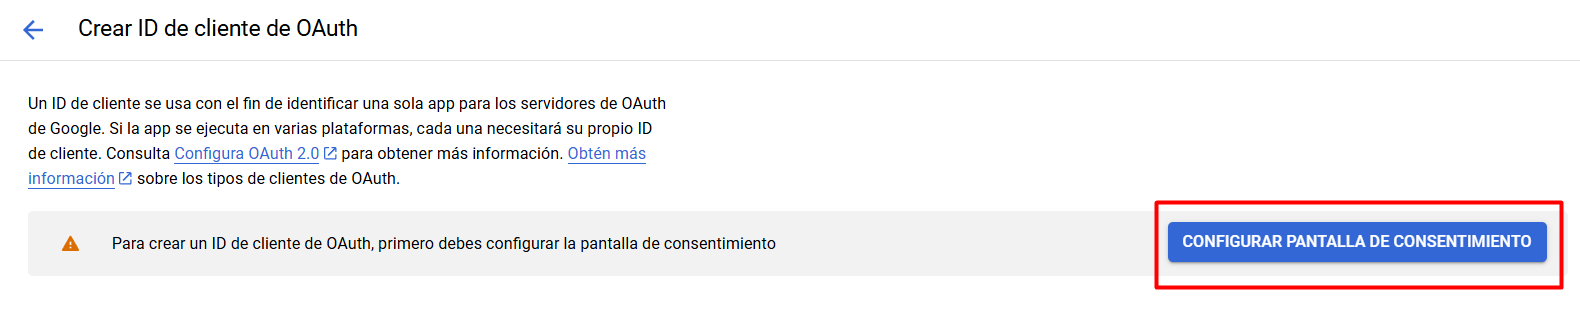 Crear ID de cliente de OAuth
Un ID de cliente se usa con el fin de identificar una sola app para los servidores de OAuth
de Google. Si la app se ejecuta en varias plataformas, cada una necesitará su propio ID
de cliente. Consulta Configura OAuth 2.0 para obtener más información. Obtén más
información sobre los tipos de clientes de OAuth.
Para crear un ID de cliente de OAuth, primero debes configurar la pantalla de consentimiento
CONFIGURAR PANTALLA DE CONSENTIMIENTO